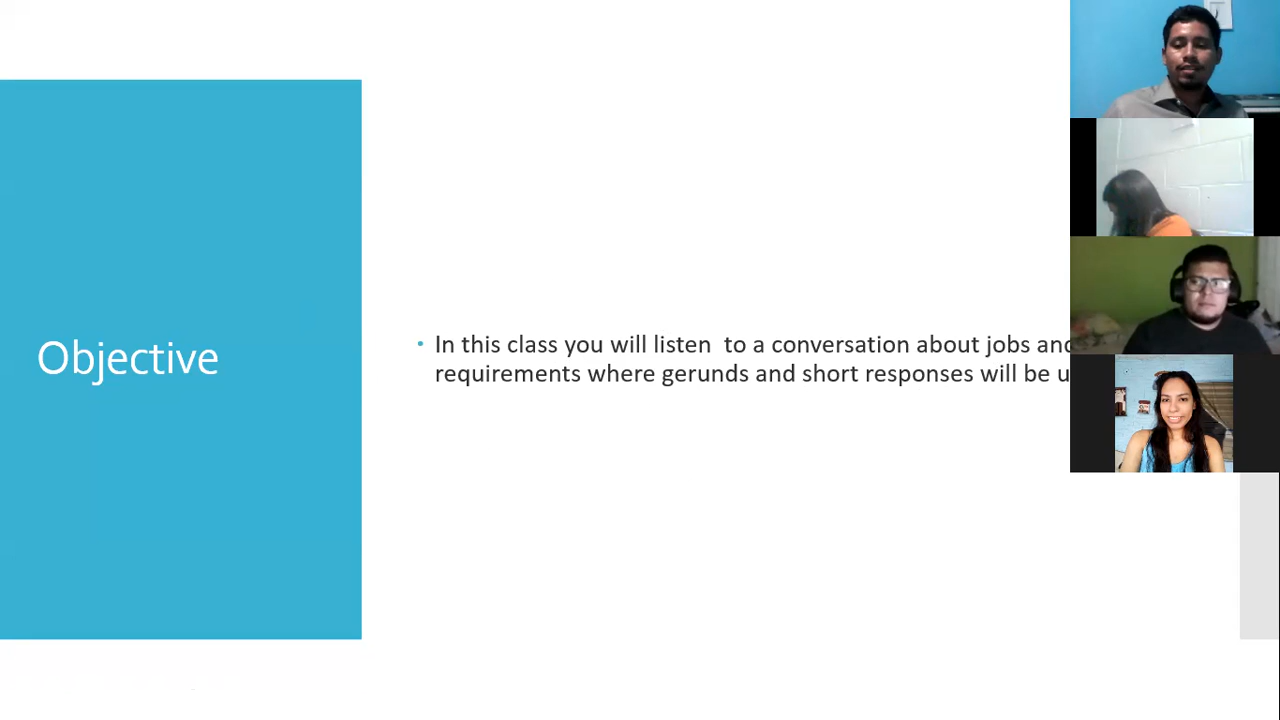 Objective
• In this class you will listen  to a conversation about jobs and
requirements where gerunds and short responses will be